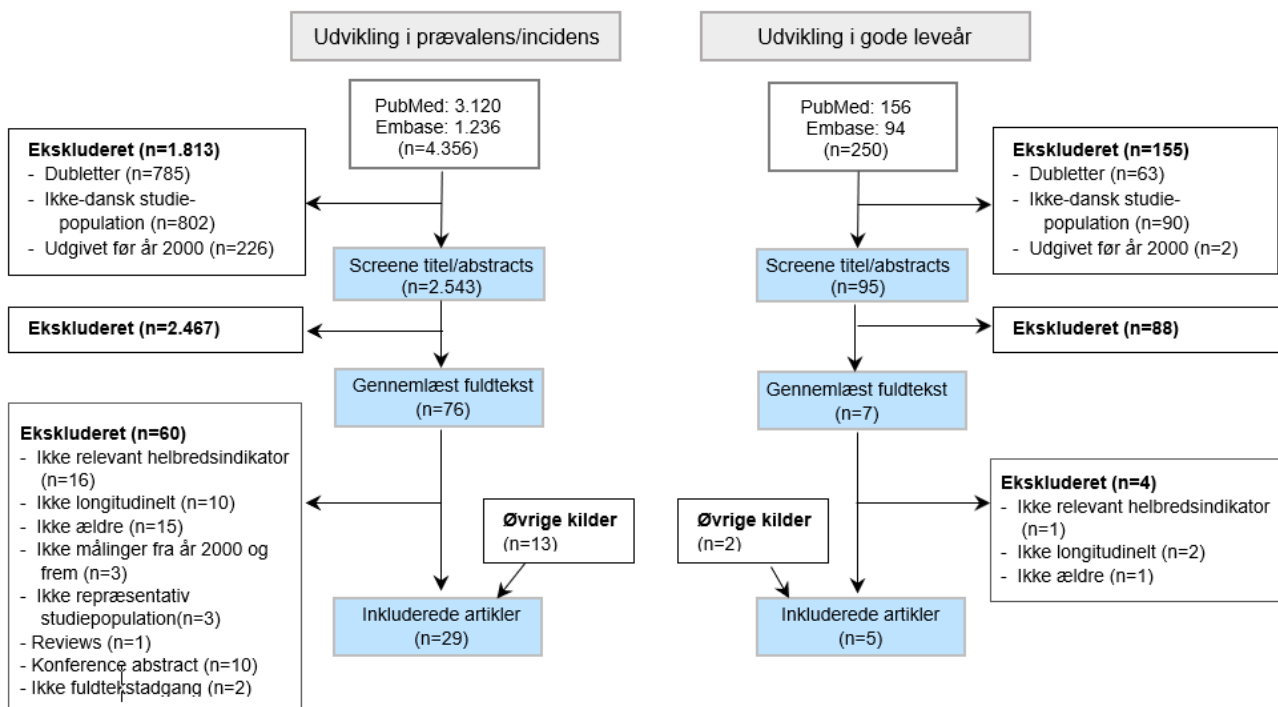 Udvikling i prævalens/incidens
PubMed: 3.120
Embase: 1.236
(n=4.356)
Ekskluderet (n=1.813)
- Dubletter (n=785)
- Ikke-dansk studie-
population (n=802)
- Udgivet før år 2000 (n=226)
Screene titel/abstracts
(n=2.543)
Ekskluderet (n=2.467)
Gennemlæst fuldtekst
(n=76)
Ekskluderet (n=60)
- Ikke relevant helbredsindikator
(n=16)
- Ikke longitudinelt (n=10)
- Ikke ældre (n=15)
- Ikke målinger fra år 2000 og
frem (n=3)
- Ikke repræsentativ
studiepopulation(n=3)
- Reviews (n=1)
- Konference abstract (n=10)
- Ikke fuldtekstadgang (n=2)
Øvrige kilder
(n=13)
Inkluderede artikler
(n=29)
Udvikling i gode leveår
PubMed: 156
Embase: 94
(n=250)
Ekskluderet (n=155)
- Dubletter (n=63)
- Ikke-dansk studie-
population (n=90)
- Udgivet før år 2000 (n=2)
Screene titel/abstracts
(n=95)
Ekskluderet (n=88)
Gennemlæst fuldtekst
(n=7)
Ekskluderet (n=4)
- Ikke relevant helbredsindikator
(n=1)
- Ikke longitudinelt (n=2)
- Ikke ældre (n=1)
Øvrige kilder
(n=2)
Inkluderede artikler
(n=5)